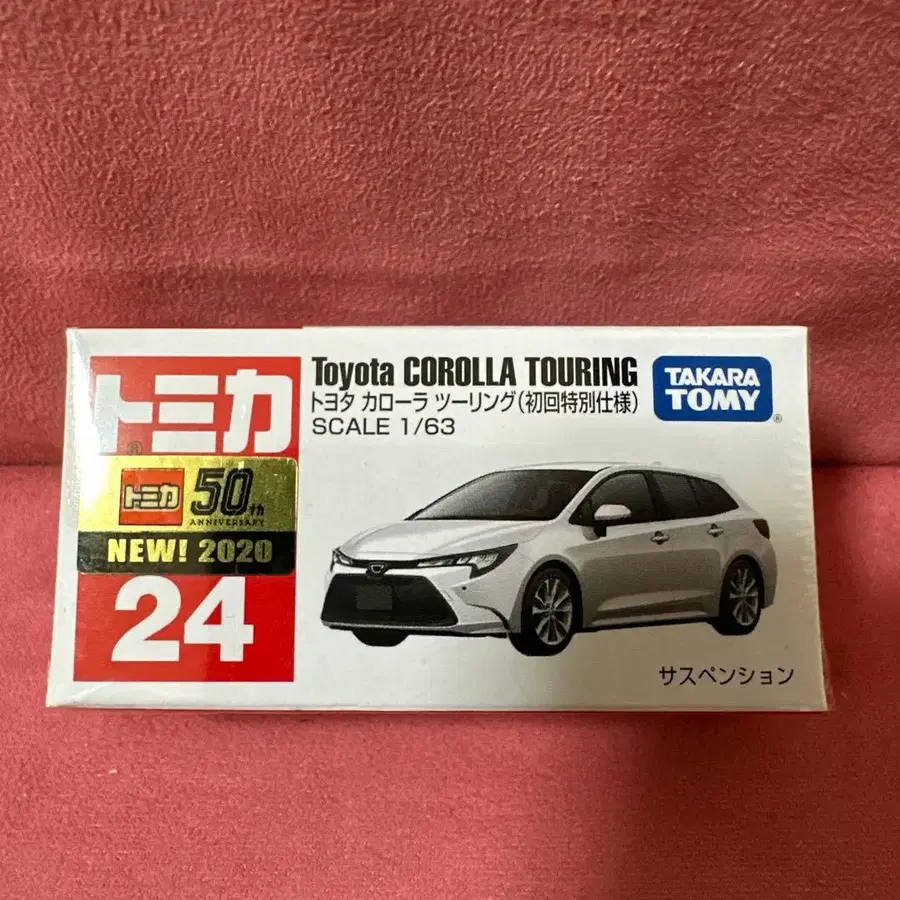 トミカ
®
トミカ 50th
ANNIVERSARY
NEW! 2020
24
Toyota COROLLA TOURING
トヨタ カローラ ツーリング(初回特別仕様)
SCALE 1/63
TAKARA
TOMY
®
サスペンション